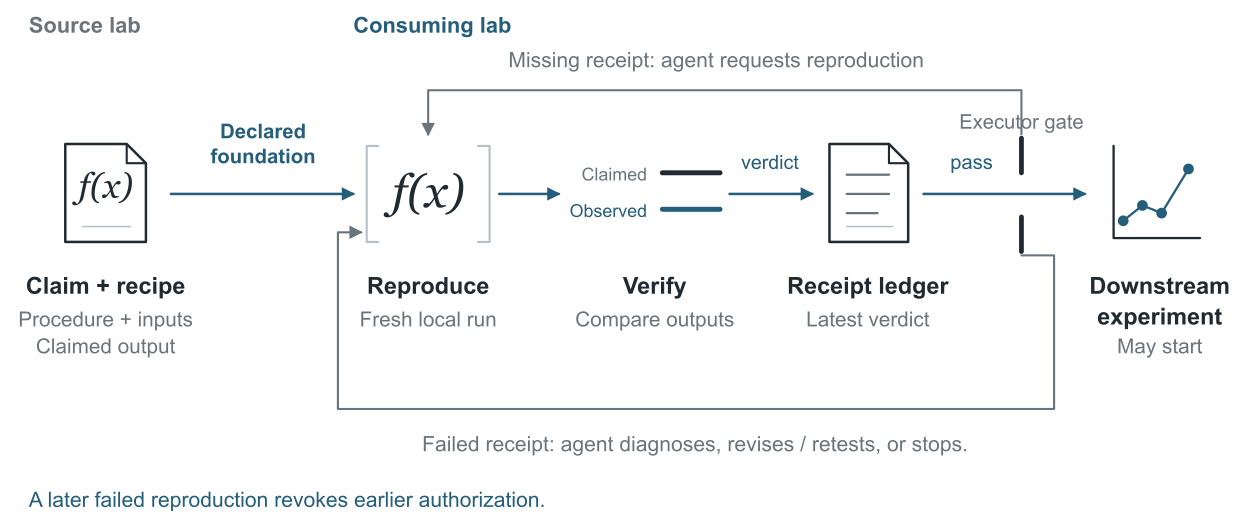 Source lab
Consuming lab
Missing receipt: agent requests reproduction
Executor gate
Declared
foundation
f(x)
f(x)
Claimed
Observed
verdict
pass
Claim + recipe
Procedure + inputs
Claimed output
Reproduce
Fresh local run
Verify
Compare outputs
Receipt ledger
Latest verdict
Downstream
experiment
May start
Failed receipt: agent diagnoses, revises / retests, or stops.
A later failed reproduction revokes earlier authorization.